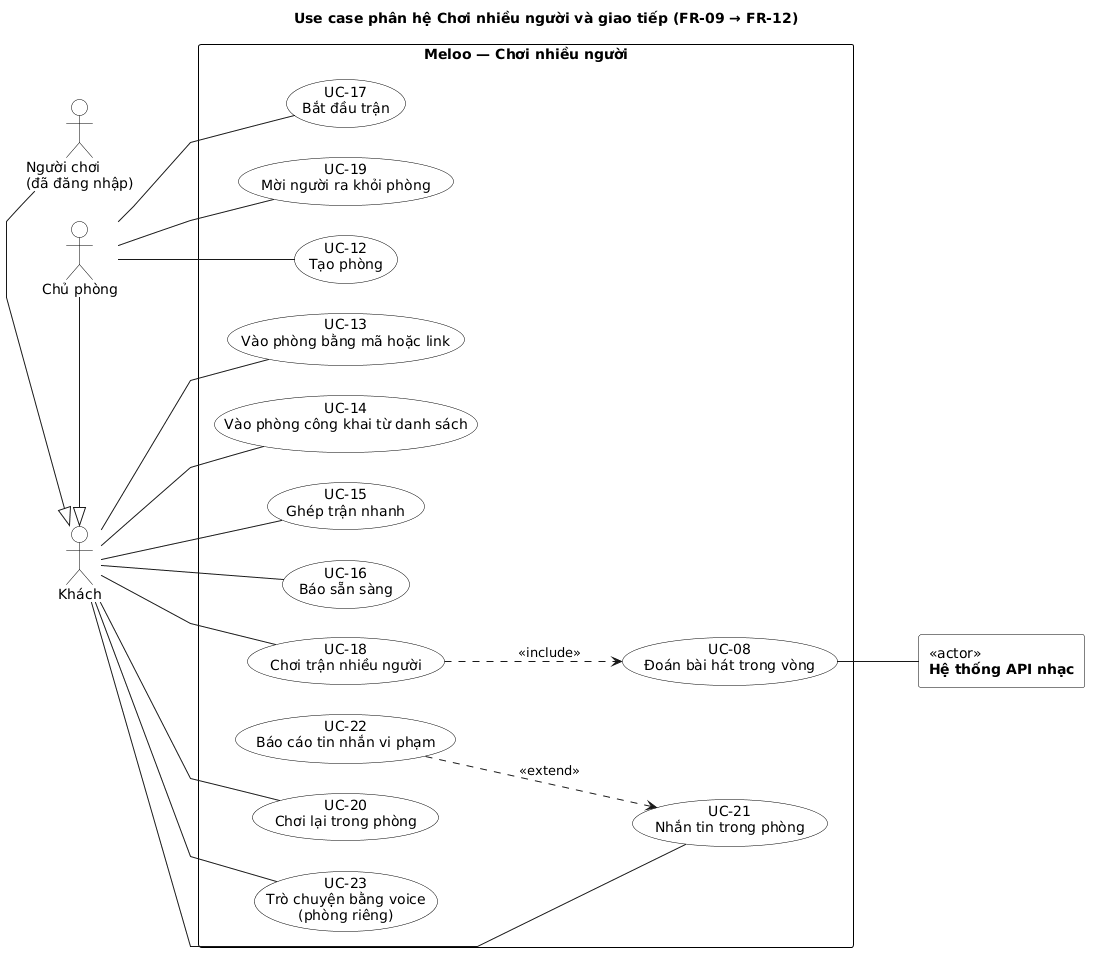 Use case phân hệ Chơi nhiều người và giao tiếp (FR-09 → FR-12)
Meloo — Chơi nhiều người
Người chơi
(đã đăng nhập)
Chủ phòng
Khách
UC-17
Bắt đầu trận
UC-19
Mời người ra khỏi phòng
UC-12
Tạo phòng
UC-13
Vào phòng bằng mã hoặc link
UC-14
Vào phòng công khai từ danh sách
UC-15
Ghép trận nhanh
UC-16
Báo sẵn sàng
UC-18
Chơi trận nhiều người
«include»
UC-08
Đoán bài hát trong vòng
«actor»
Hệ thống API nhạc
UC-22
Báo cáo tin nhắn vi phạm
«extend»
UC-21
Nhắn tin trong phòng
UC-20
Chơi lại trong phòng
UC-23
Trò chuyện bằng voice
(phòng riêng)